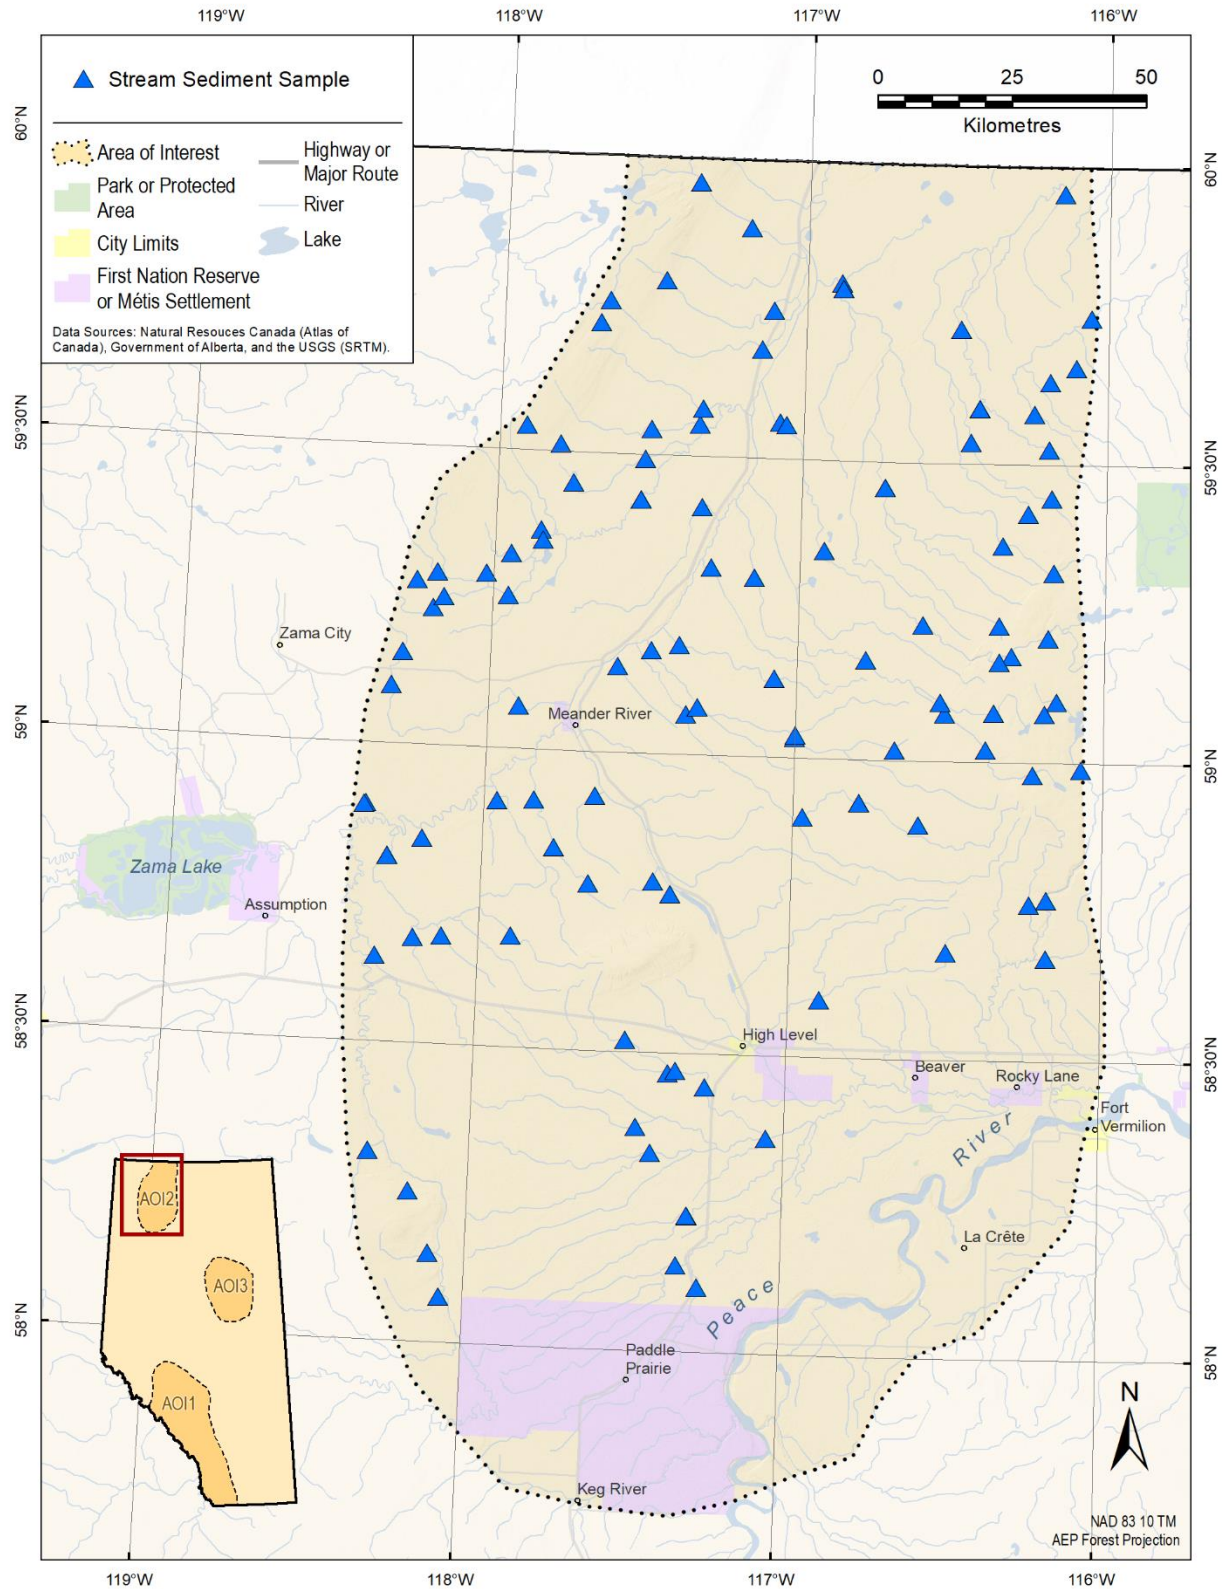 119°W
118°W
117°W
116°W
Stream Sediment Sample
Area of Interest
Park or Protected
Area
City Limits
First Nation Reserve
or Métis Settlement
Highway or
Major Route
River
Lake
Data Sources: Natural Resouces Canada (Atlas of
Canada), Government of Alberta, and the USGS (SRTM).
0 25 50
Kilometres
60°N
60°N
59°30'N
59°30'N
Zama City
Meander River
59°N
59°N
Zama Lake
Assumption
58°30'N
High Level
58°30'N
Beaver
Rocky Lane
Fort
Vermilion
Peace River
La Crête
58°N
58°N
Paddle
Prairie
Keg River
AOI2
AOI3
AOI1
N
NAD 83 10 TM
AEP Forest Projection
119°W
118°W
117°W
116°W